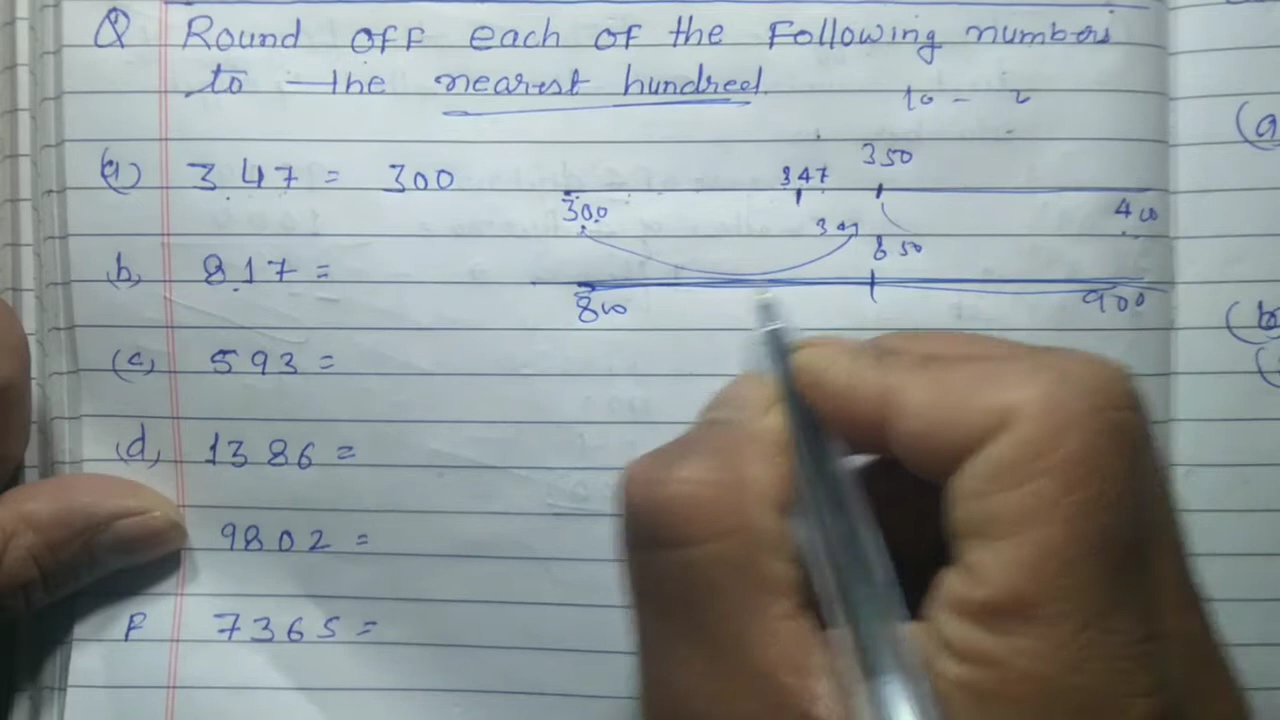 Q Round off each of the Following numbers
to the nearest hundred.
10 -
(a) 347 = 300
347 350
300 400
347
b, 817 =
850
800 900
(c) 593 =
(d) 1386 =
9802 =
F 7365 =
(a
(b